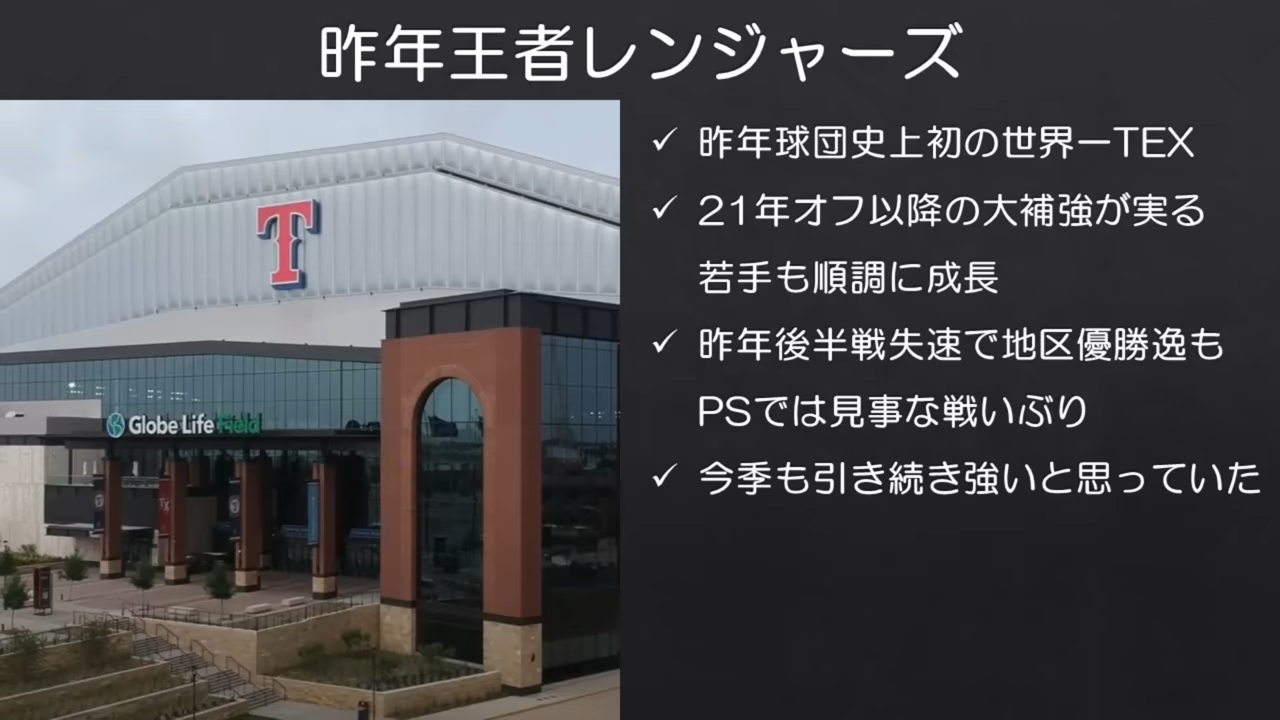 昨年王者レンジャーズ
✓ 昨年球団史上初の世界一TEX
✓ 21年オフ以降の大補強が実る
若手も順調に成長
✓ 昨年後半戦失速で地区優勝逸も
PSでは見事な戦いぶり
✓ 今季も引き続き強いと思っていた
T
Globe Life Field